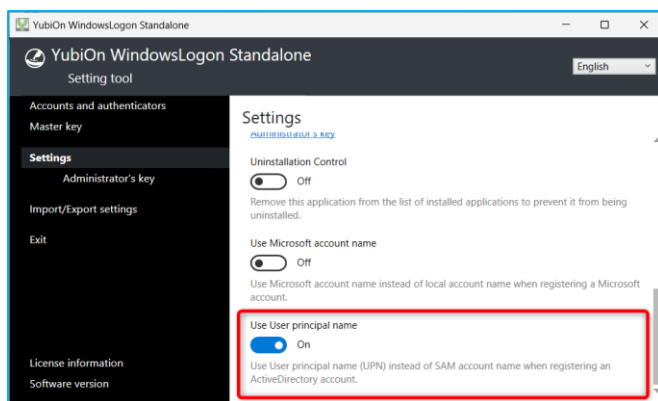 YubiOn WindowsLogon Standalone
YubiOn WindowsLogon Standalone
Setting tool
English
Accounts and authenticators
Master key
Settings
Administrator's key
Import/Export settings
Exit
License information
Software version
Settings
Administrator's key
Uninstallation Control
Off
Remove this application from the list of installed applications to prevent it from being
uninstalled.
Use Microsoft account name
Off
Use Microsoft account name instead of local account name when registering a Microsoft
account.
Use User principal name
On
Use User principal name (UPN) instead of SAM account name when registering an
ActiveDirectory account.